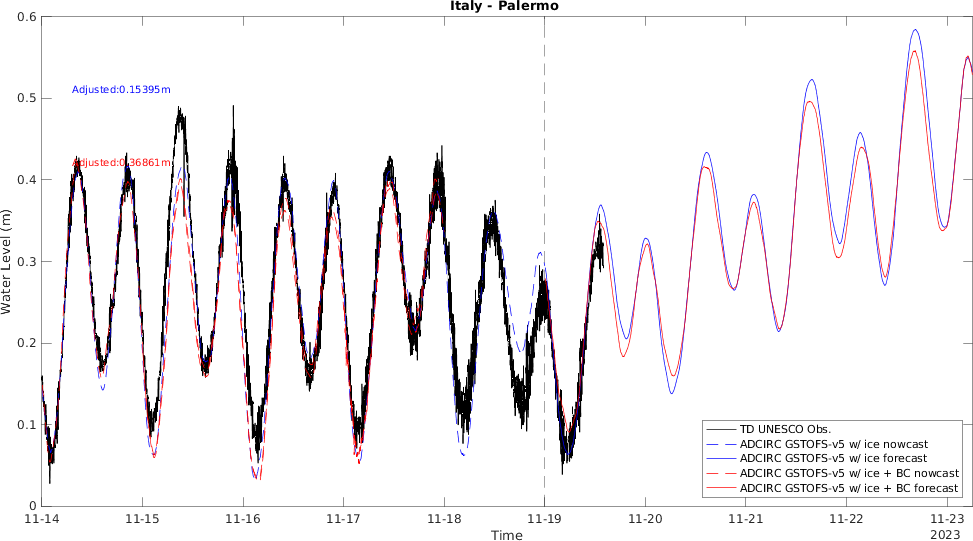 Italy - Palermo
0.6
0.5
0.4
0.3
0.2
0.1
0
Water Level (m)
Adjusted:0.15395m
Adjusted:0.36861m
TD UNESCO Obs.
ADCIRC GSTOFS-v5 w/ ice nowcast
ADCIRC GSTOFS-v5 w/ ice forecast
ADCIRC GSTOFS-v5 w/ ice + BC nowcast
ADCIRC GSTOFS-v5 w/ ice + BC forecast
11-14 11-15 11-16 11-17 11-18 11-19 11-20 11-21 11-22 11-23
Time
2023